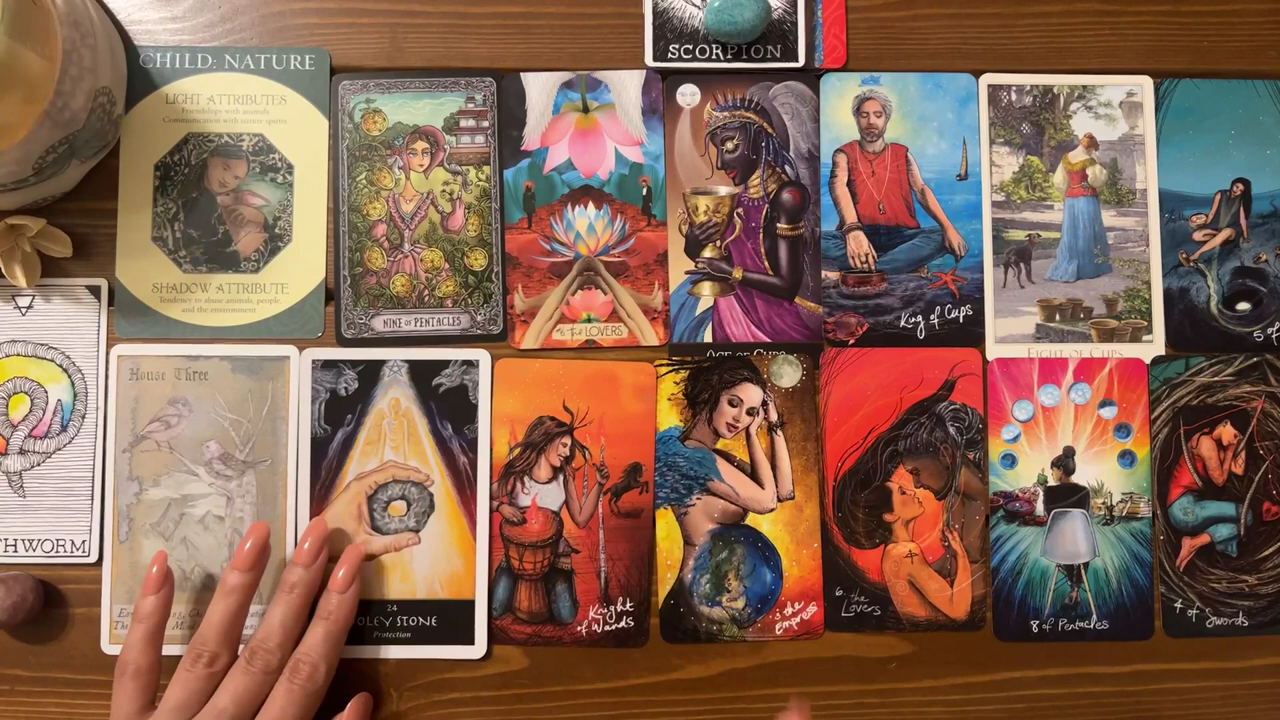 SCORPION
CHILD: NATURE
LIGHT ATTRIBUTES
Friendships with animals.
Communication with nature spirits
SHADOW ATTRIBUTE
Tendency to abuse animals, people,
and the environment
NINE OF PENTACLES
6 the LOVERS
ACE OF CUPS
King of Cups
EIGHT OF CUPS
5 of
THWORM
House Three
24
OLEY STONE
Protection
Knight
of Wands
3 the
Empress
6. the
Lovers
8 of Pentacles
4 of Swords